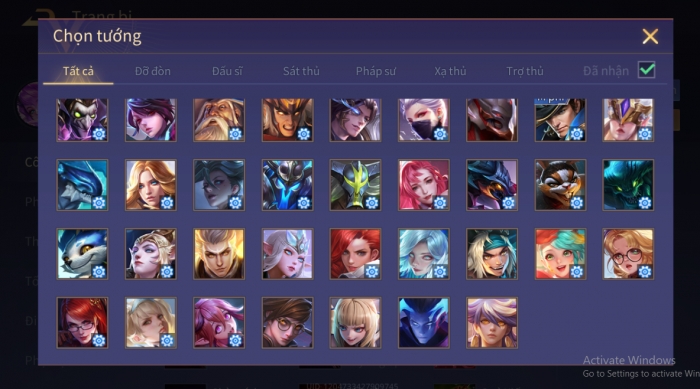 Trang bị
Chọn tướng
Tất cả
Đỡ đòn
Đấu sĩ
Sát thủ
Pháp sư
Xạ thủ
Trợ thủ
Đã nhận
Activate Windows
Go to Settings to activate Win